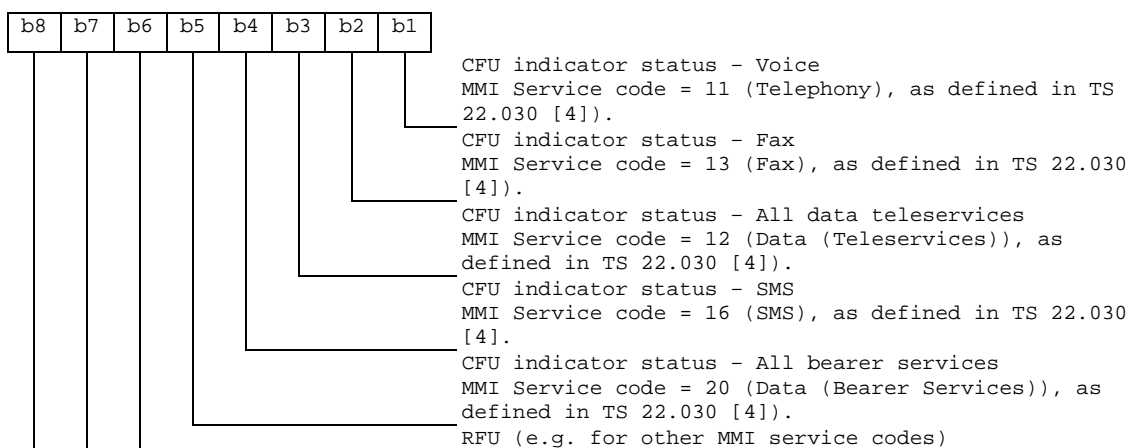 b8 b7 b6 b5 b4 b3 b2 b1
CFU indicator status – Voice
MMI Service code = 11 (Telephony), as defined in TS
22.030 [4]).
CFU indicator status – Fax
MMI Service code = 13 (Fax), as defined in TS 22.030
[4]).
CFU indicator status – All data teleservices
MMI Service code = 12 (Data (Teleservices)), as
defined in TS 22.030 [4]).
CFU indicator status – SMS
MMI Service code = 16 (SMS), as defined in TS 22.030
[4].
CFU indicator status – All bearer services
MMI Service code = 20 (Data (Bearer Services)), as
defined in TS 22.030 [4]).
RFU (e.g. for other MMI service codes)